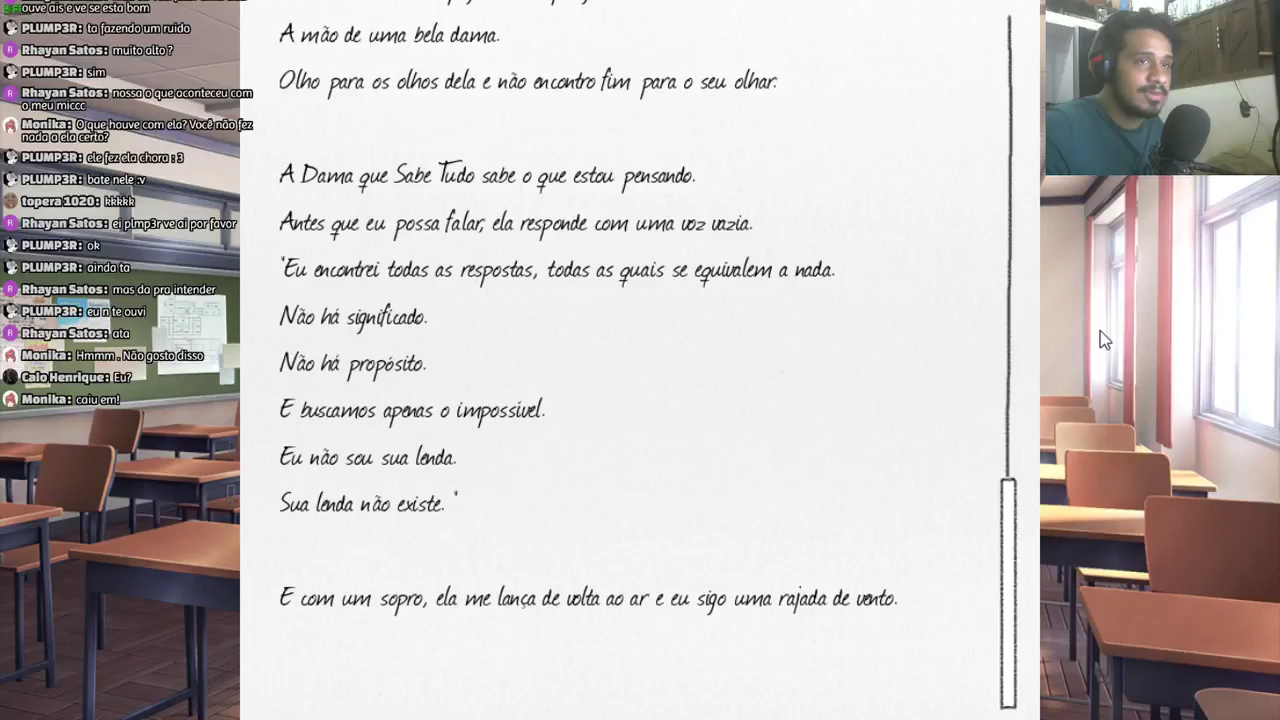 ouve ais e ve se esta bom
PLUMP3R: ta fazendo um ruido
Rhayan Satos: muito alto ?
PLUMP3R: sim
Rhayan Satos: nossa o que aconteceu com
o meu miccc
Monika: O que houve com ela? Você não fez
nada a ela certo?
PLUMP3R: ele fez ela chora : 3
PLUMP3R: bate nele :v
topera 1020: kkkkk
Rhayan Satos: ei plmp3r ve ai por favor
PLUMP3R: ok
PLUMP3R: ainda ta
Rhayan Satos: mas da pra intender
PLUMP3R: eu n te ouvi
Rhayan Satos: ata
Monika: Hmmm . Não gosto disso
Caio Henrique: Eu?
Monika: caiu em!
A mão de uma bela dama.
Olho para os olhos dela e não encontro fim para o seu olhar.
A Dama que Sabe Tudo sabe o que estou pensando.
Antes que eu possa falar, ela responde com uma voz vazia.
"Eu encontrei todas as respostas, todas as quais se equivalem a nada.
Não há significado.
Não há propósito.
E buscamos apenas o impossível.
Eu não sou sua lenda.
Sua lenda não existe. "
E com um sopro, ela me lança de volta ao ar e eu sigo uma rajada de vento.